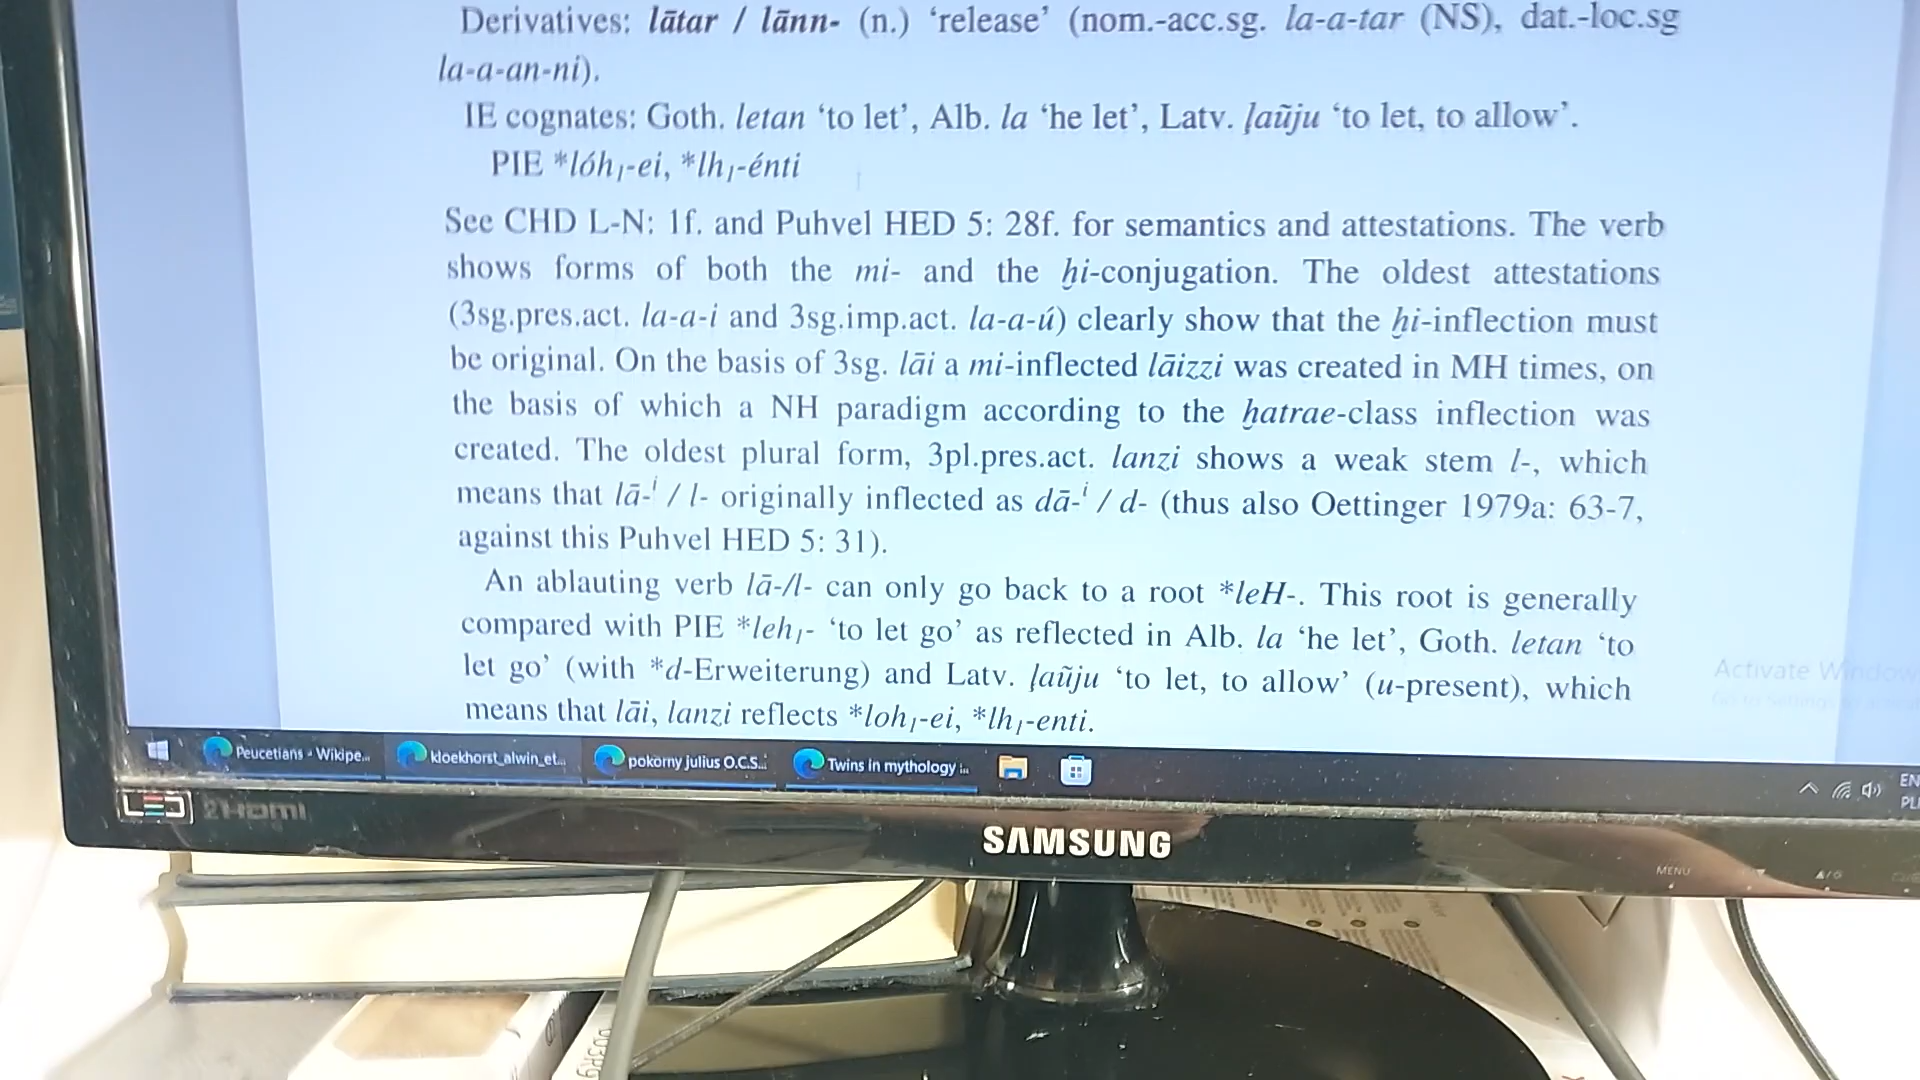 Derivatives: lātar / lānn- (n.) ‘release’ (nom.-acc.sg. la-a-tar (NS), dat.-loc.sg
la-a-an-ni).
IE cognates: Goth. letan ‘to let’, Alb. la ‘he let’, Latv. ļaũju ‘to let, to allow’.
PIE *lóh₁-ei, *lh₁-énti
See CHD L-N: 1f. and Puhvel HED 5: 28f. for semantics and attestations. The verb
shows forms of both the mi- and the ḫi-conjugation. The oldest attestations
(3sg.pres.act. la-a-i and 3sg.imp.act. la-a-ú) clearly show that the ḫi-inflection must
be original. On the basis of 3sg. lāi a mi-inflected lāizzi was created in MH times, on
the basis of which a NH paradigm according to the ḫatrae-class inflection was
created. The oldest plural form, 3pl.pres.act. lanzi shows a weak stem l-, which
means that lā-ⁱ / l- originally inflected as dā-ⁱ / d- (thus also Oettinger 1979a: 63-7,
against this Puhvel HED 5: 31).
An ablauting verb lā-/l- can only go back to a root *leH-. This root is generally
compared with PIE *leh₁- ‘to let go’ as reflected in Alb. la ‘he let’, Goth. letan ‘to
let go’ (with *d-Erweiterung) and Latv. ļaũju ‘to let, to allow’ (u-present), which
means that lāi, lanzi reflects *loh₁-ei, *lh₁-enti.
Activate Window
Peucetians - Wikipe... kloekhorst_alwin_et... pokorny julius O.C.S... Twins in mythology i...
EN
PL
LED HDMI
SAMSUNG
MENU